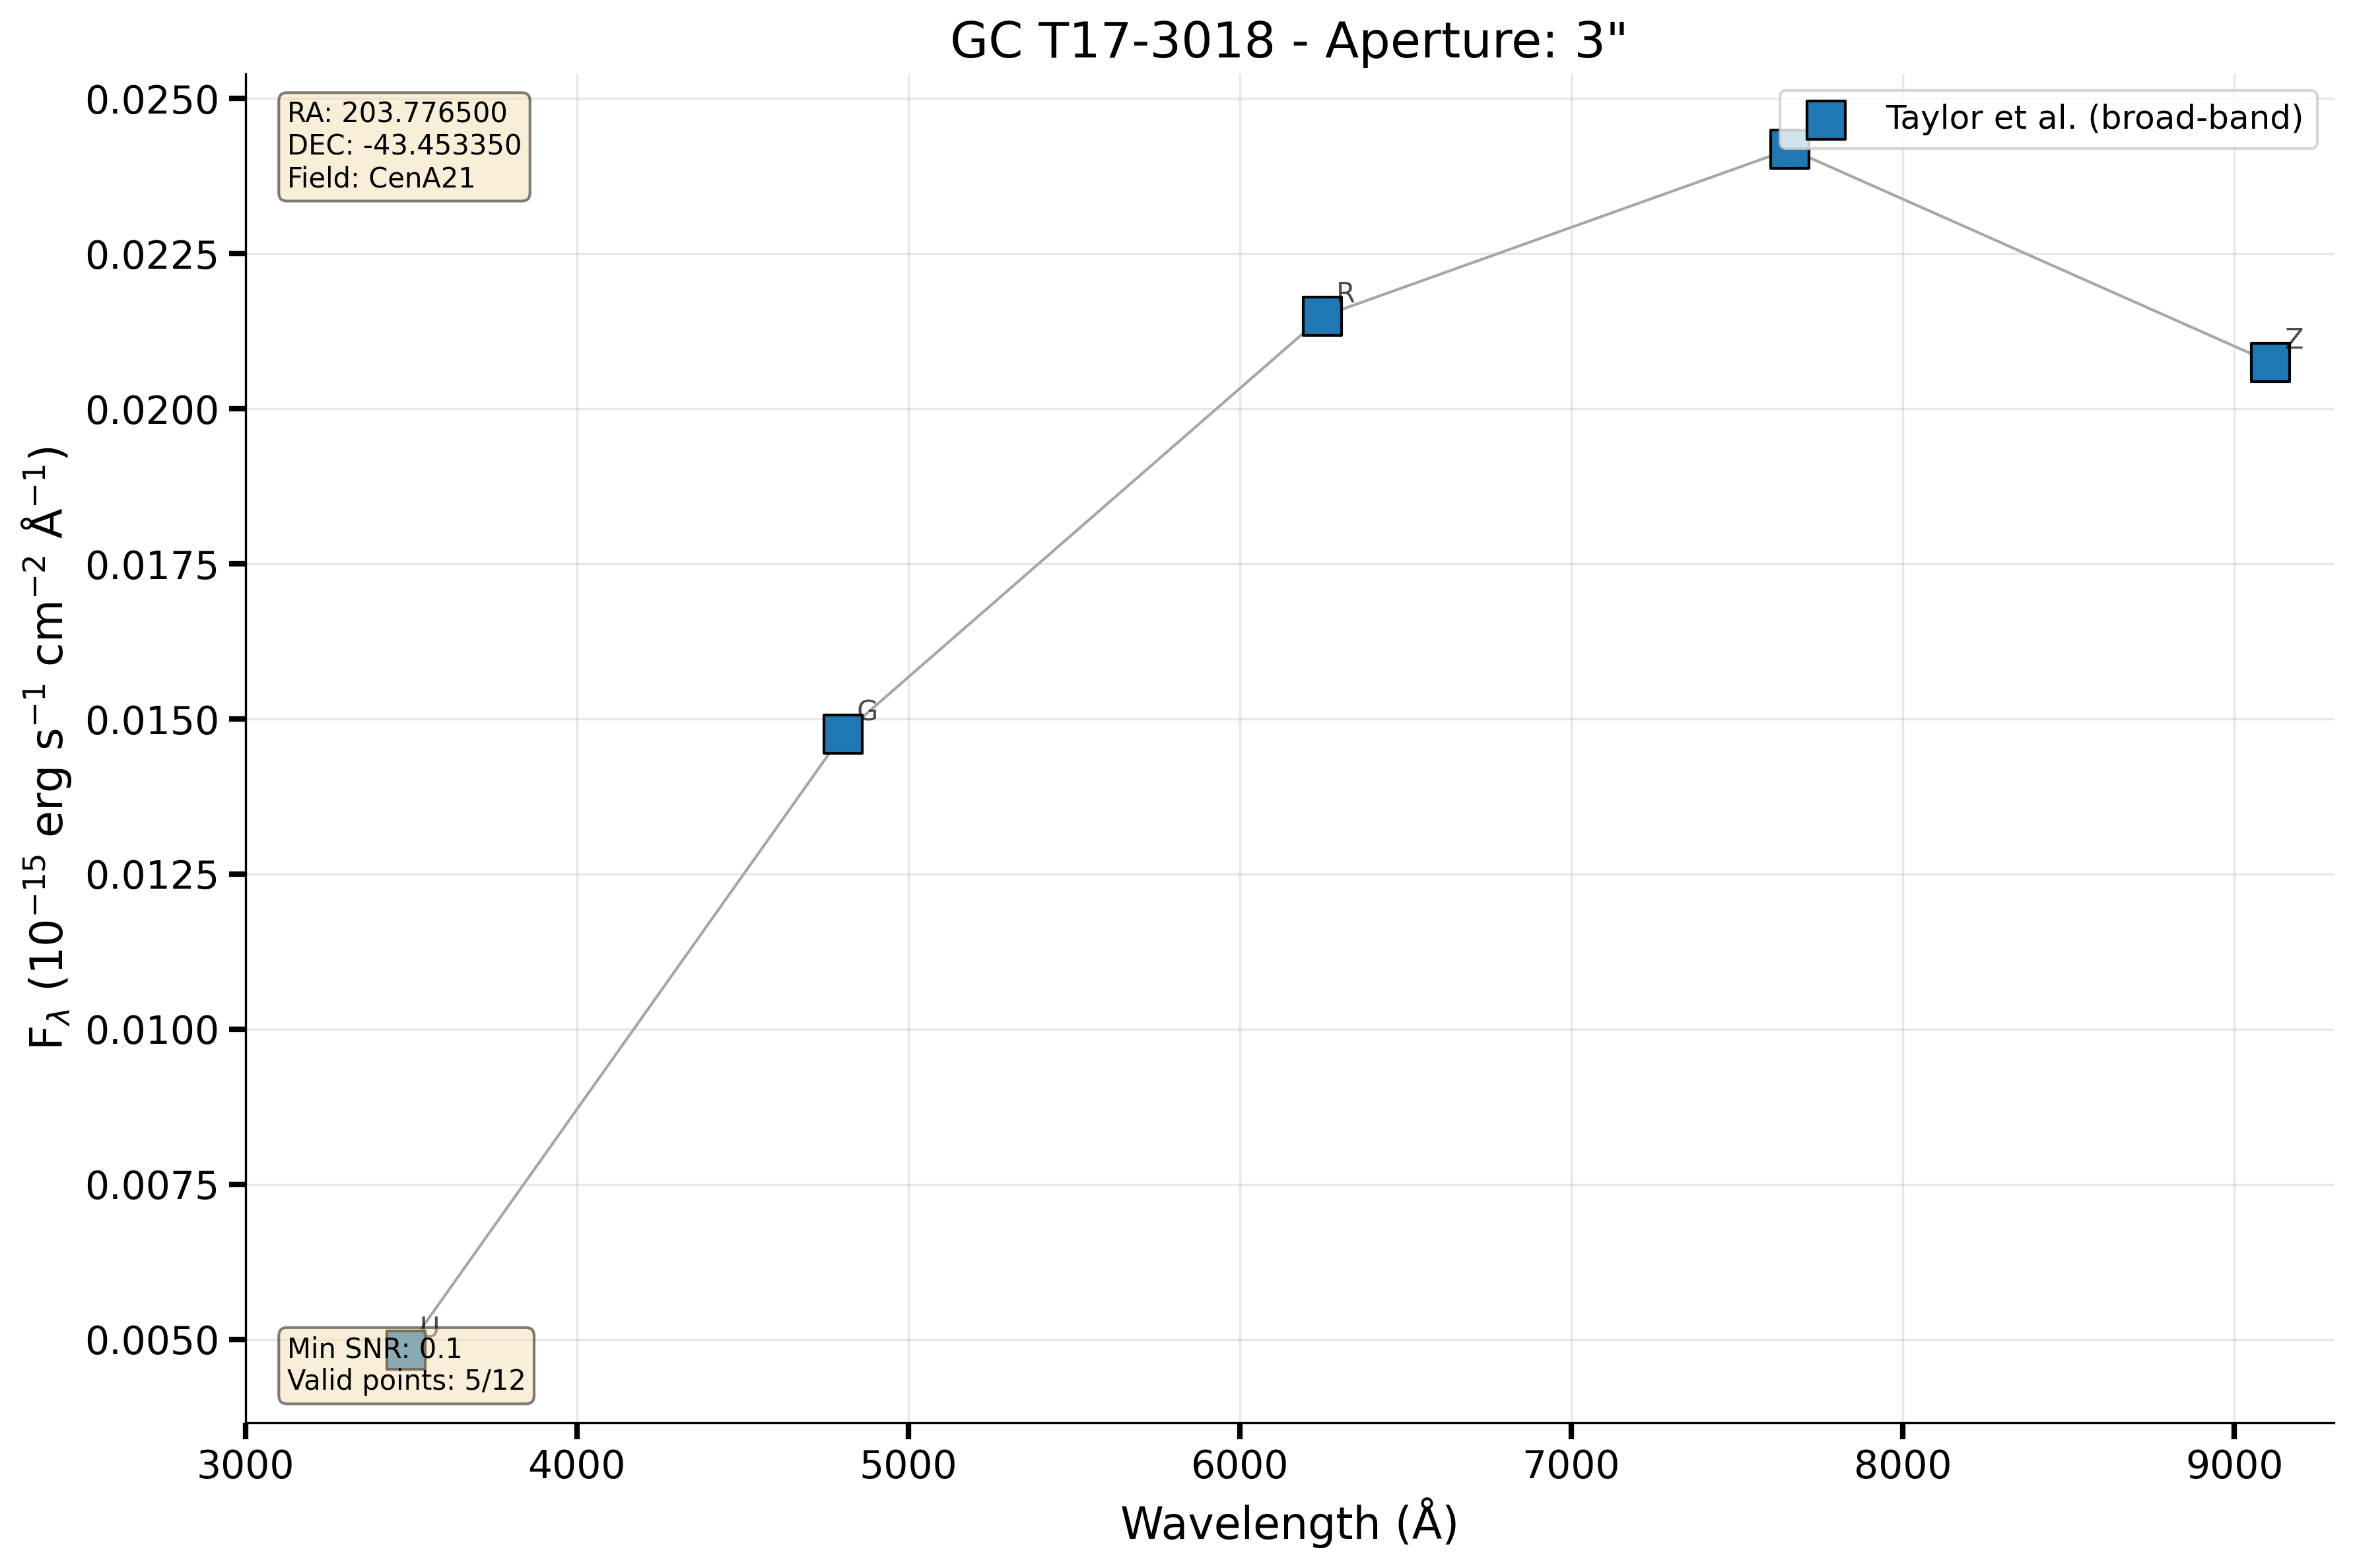 GC T17-3018 - Aperture: 3"
RA: 203.776500
DEC: -43.453350
Field: CenA21
Taylor et al. (broad-band)
F_λ (10⁻¹⁵ erg s⁻¹ cm⁻² Å⁻¹)
0.0250
0.0225
0.0200
0.0175
0.0150
0.0125
0.0100
0.0075
0.0050
U
G
R
Z
Min SNR: 0.1
Valid points: 5/12
3000 4000 5000 6000 7000 8000 9000
Wavelength (Å)